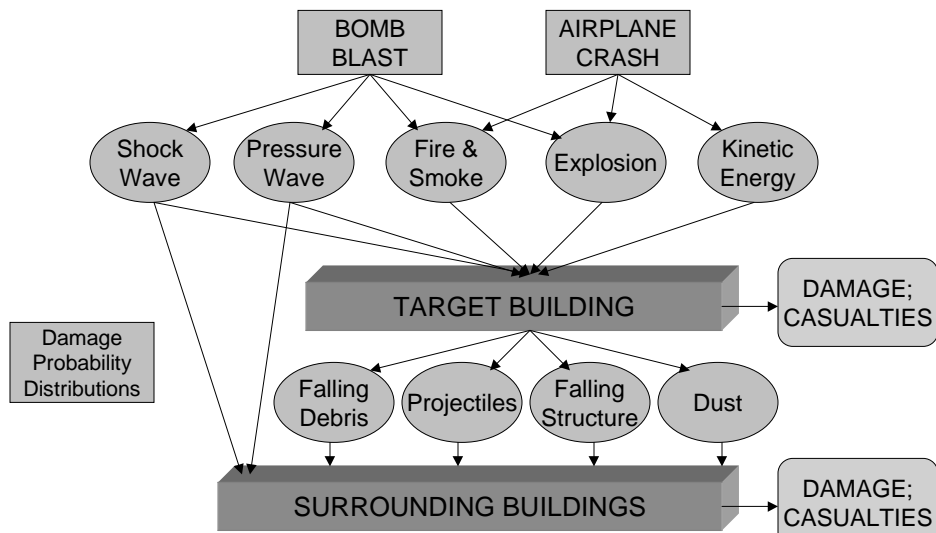 BOMB
BLAST
AIRPLANE
CRASH
Shock
Wave
Pressure
Wave
Fire &
Smoke
Explosion
Kinetic
Energy
TARGET BUILDING
DAMAGE;
CASUALTIES
Damage
Probability
Distributions
Falling
Debris
Projectiles
Falling
Structure
Dust
SURROUNDING BUILDINGS
DAMAGE;
CASUALTIES